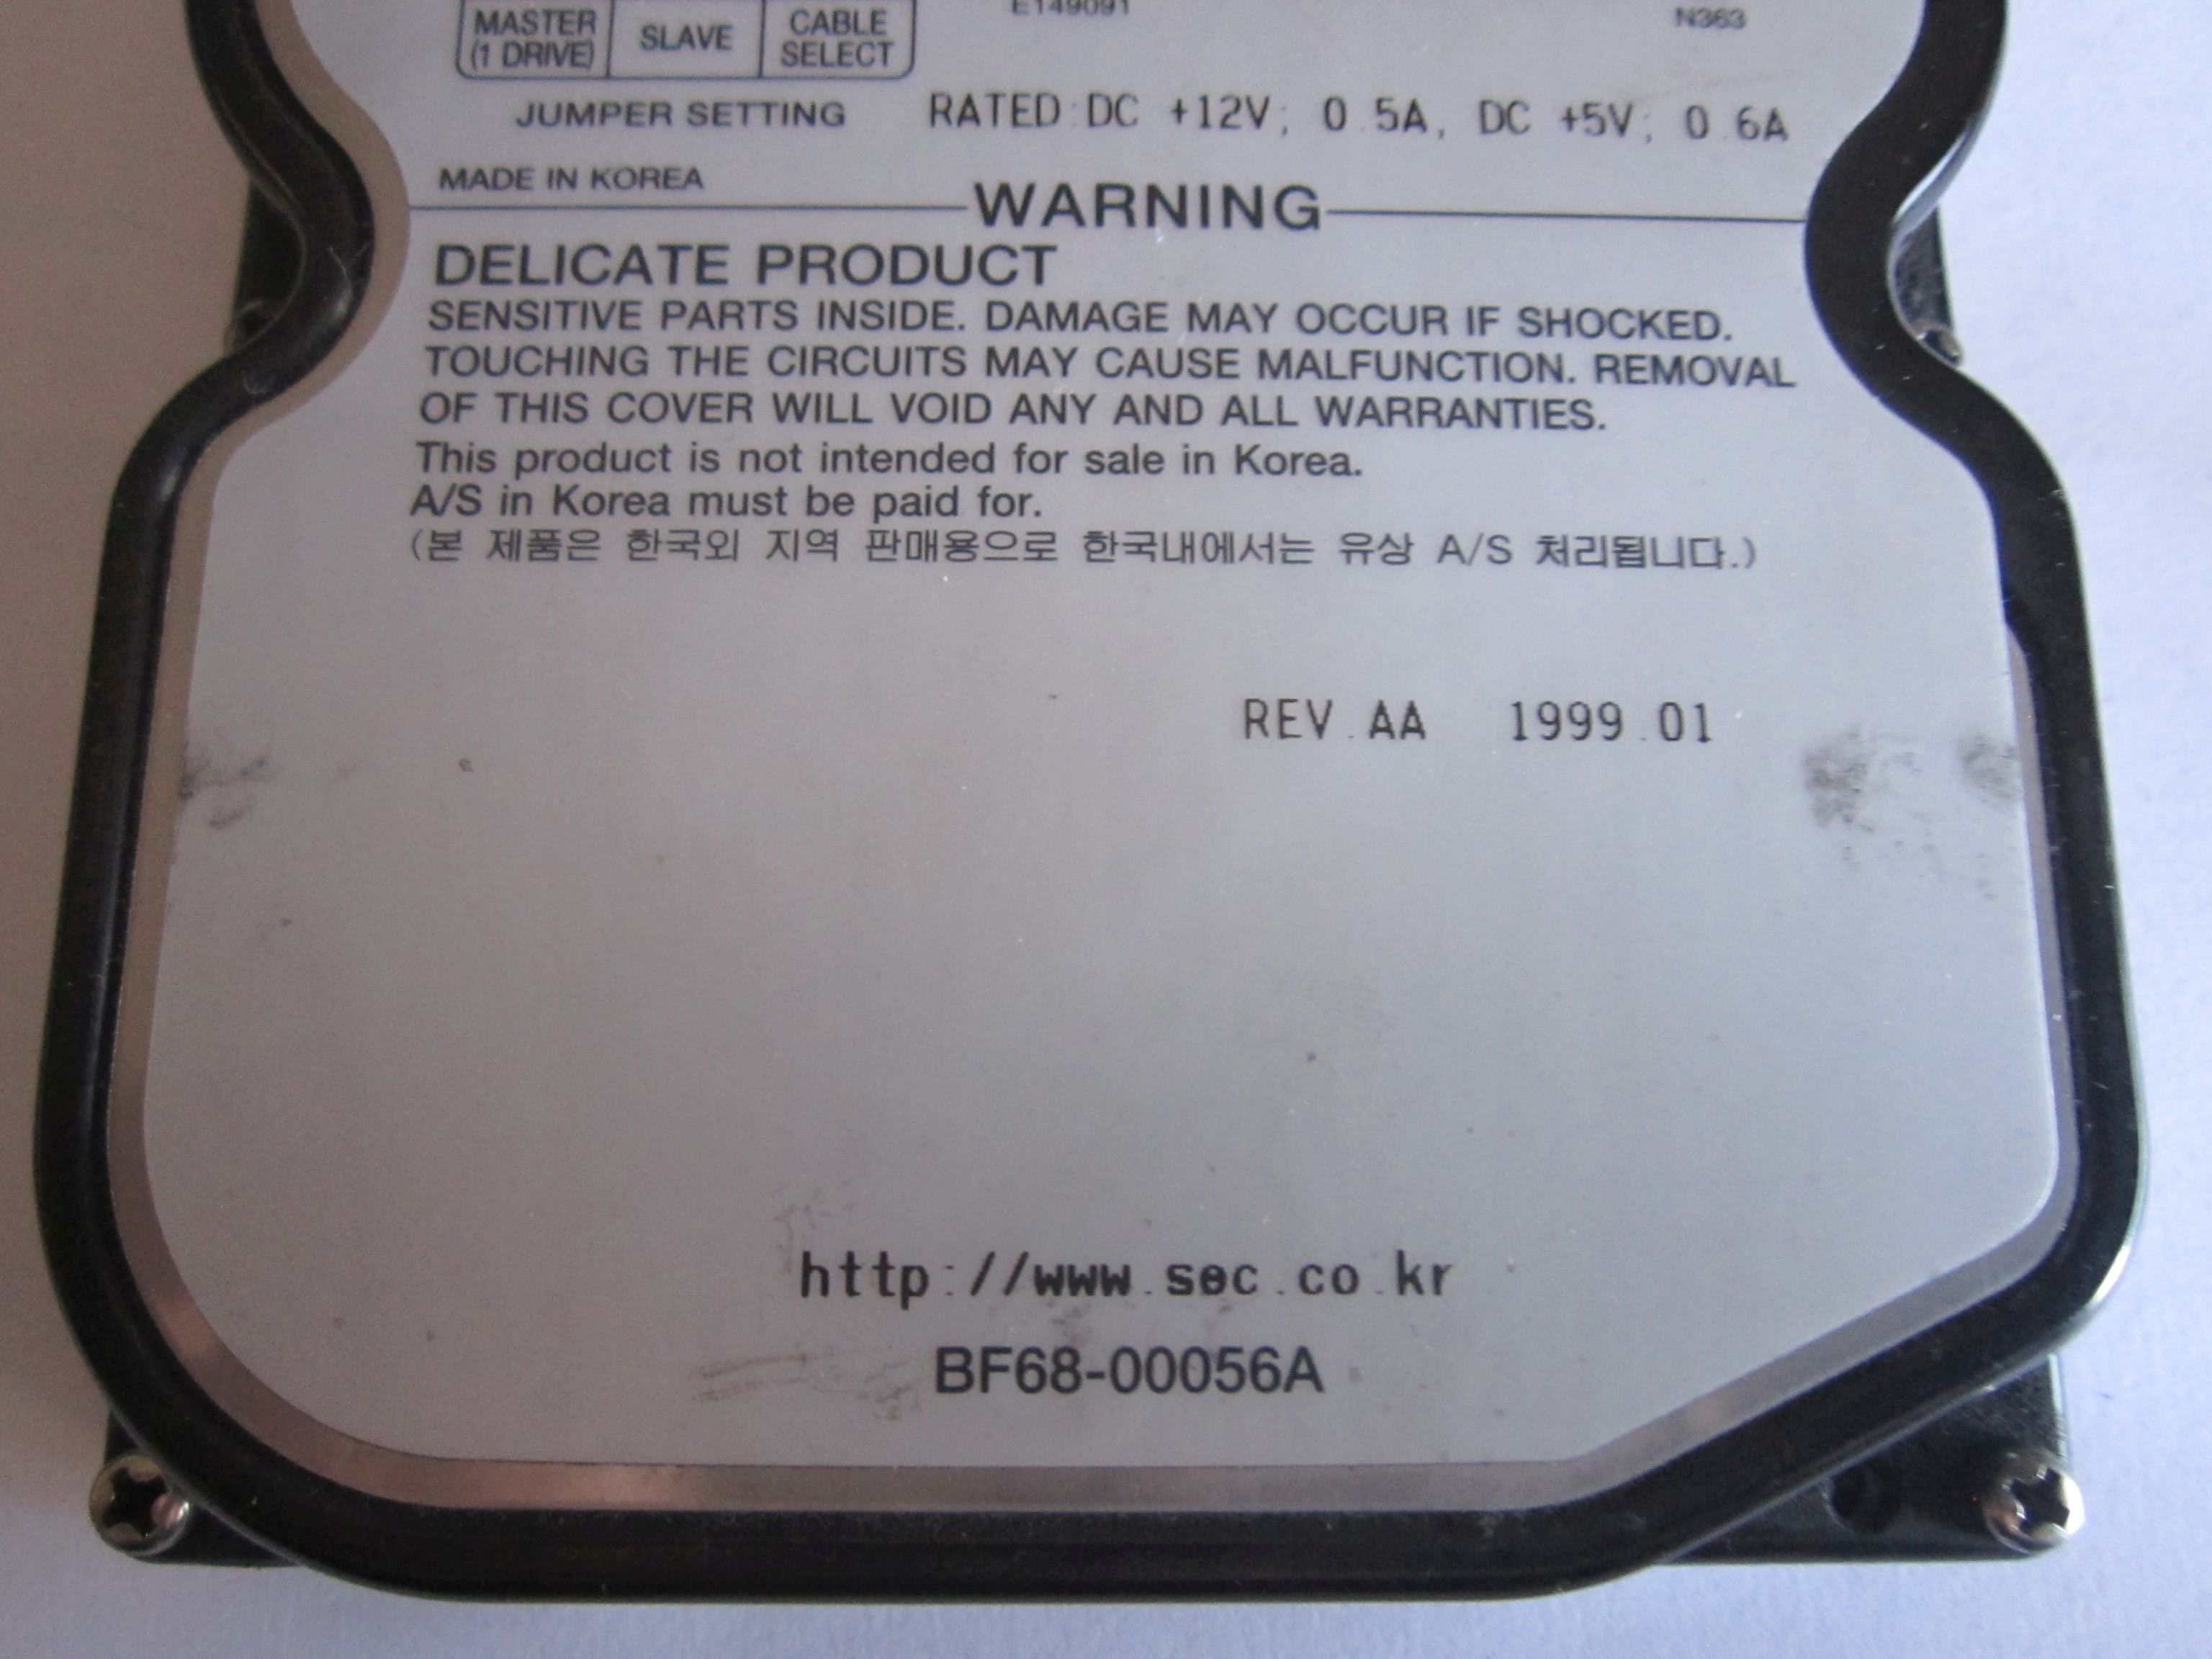 E149091
N363
MASTER
(1 DRIVE)
SLAVE
CABLE
SELECT
JUMPER SETTING
RATED:DC +12V; 0.5A, DC +5V; 0.6A
MADE IN KOREA
WARNING
DELICATE PRODUCT
SENSITIVE PARTS INSIDE. DAMAGE MAY OCCUR IF SHOCKED.
TOUCHING THE CIRCUITS MAY CAUSE MALFUNCTION. REMOVAL
OF THIS COVER WILL VOID ANY AND ALL WARRANTIES.
This product is not intended for sale in Korea.
A/S in Korea must be paid for.
(본 제품은 한국외 지역 판매용으로 한국내에서는 유상 A/S 처리됩니다.)
REV.AA 1999.01
http://www.sec.co.kr
BF68-00056A